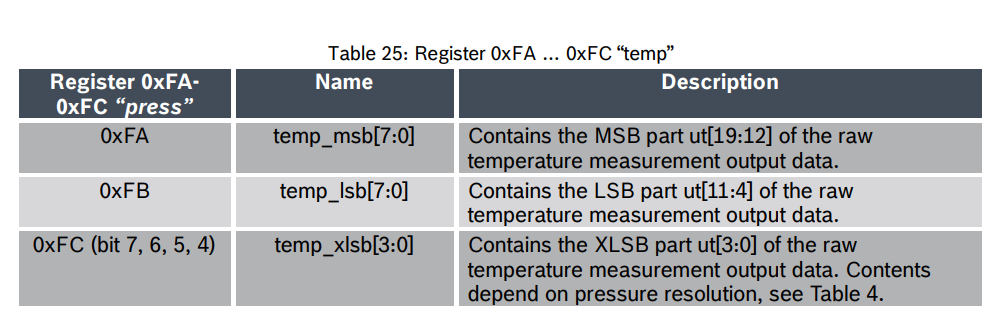 Table 25: Register 0xFA ... 0xFC “temp”
Register 0xFA-
0xFC “press”
Name
Description
0xFA
temp_msb[7:0]
Contains the MSB part ut[19:12] of the raw
temperature measurement output data.
0xFB
temp_lsb[7:0]
Contains the LSB part ut[11:4] of the raw
temperature measurement output data.
0xFC (bit 7, 6, 5, 4)
temp_xlsb[3:0]
Contains the XLSB part ut[3:0] of the raw
temperature measurement output data. Contents
depend on pressure resolution, see Table 4.